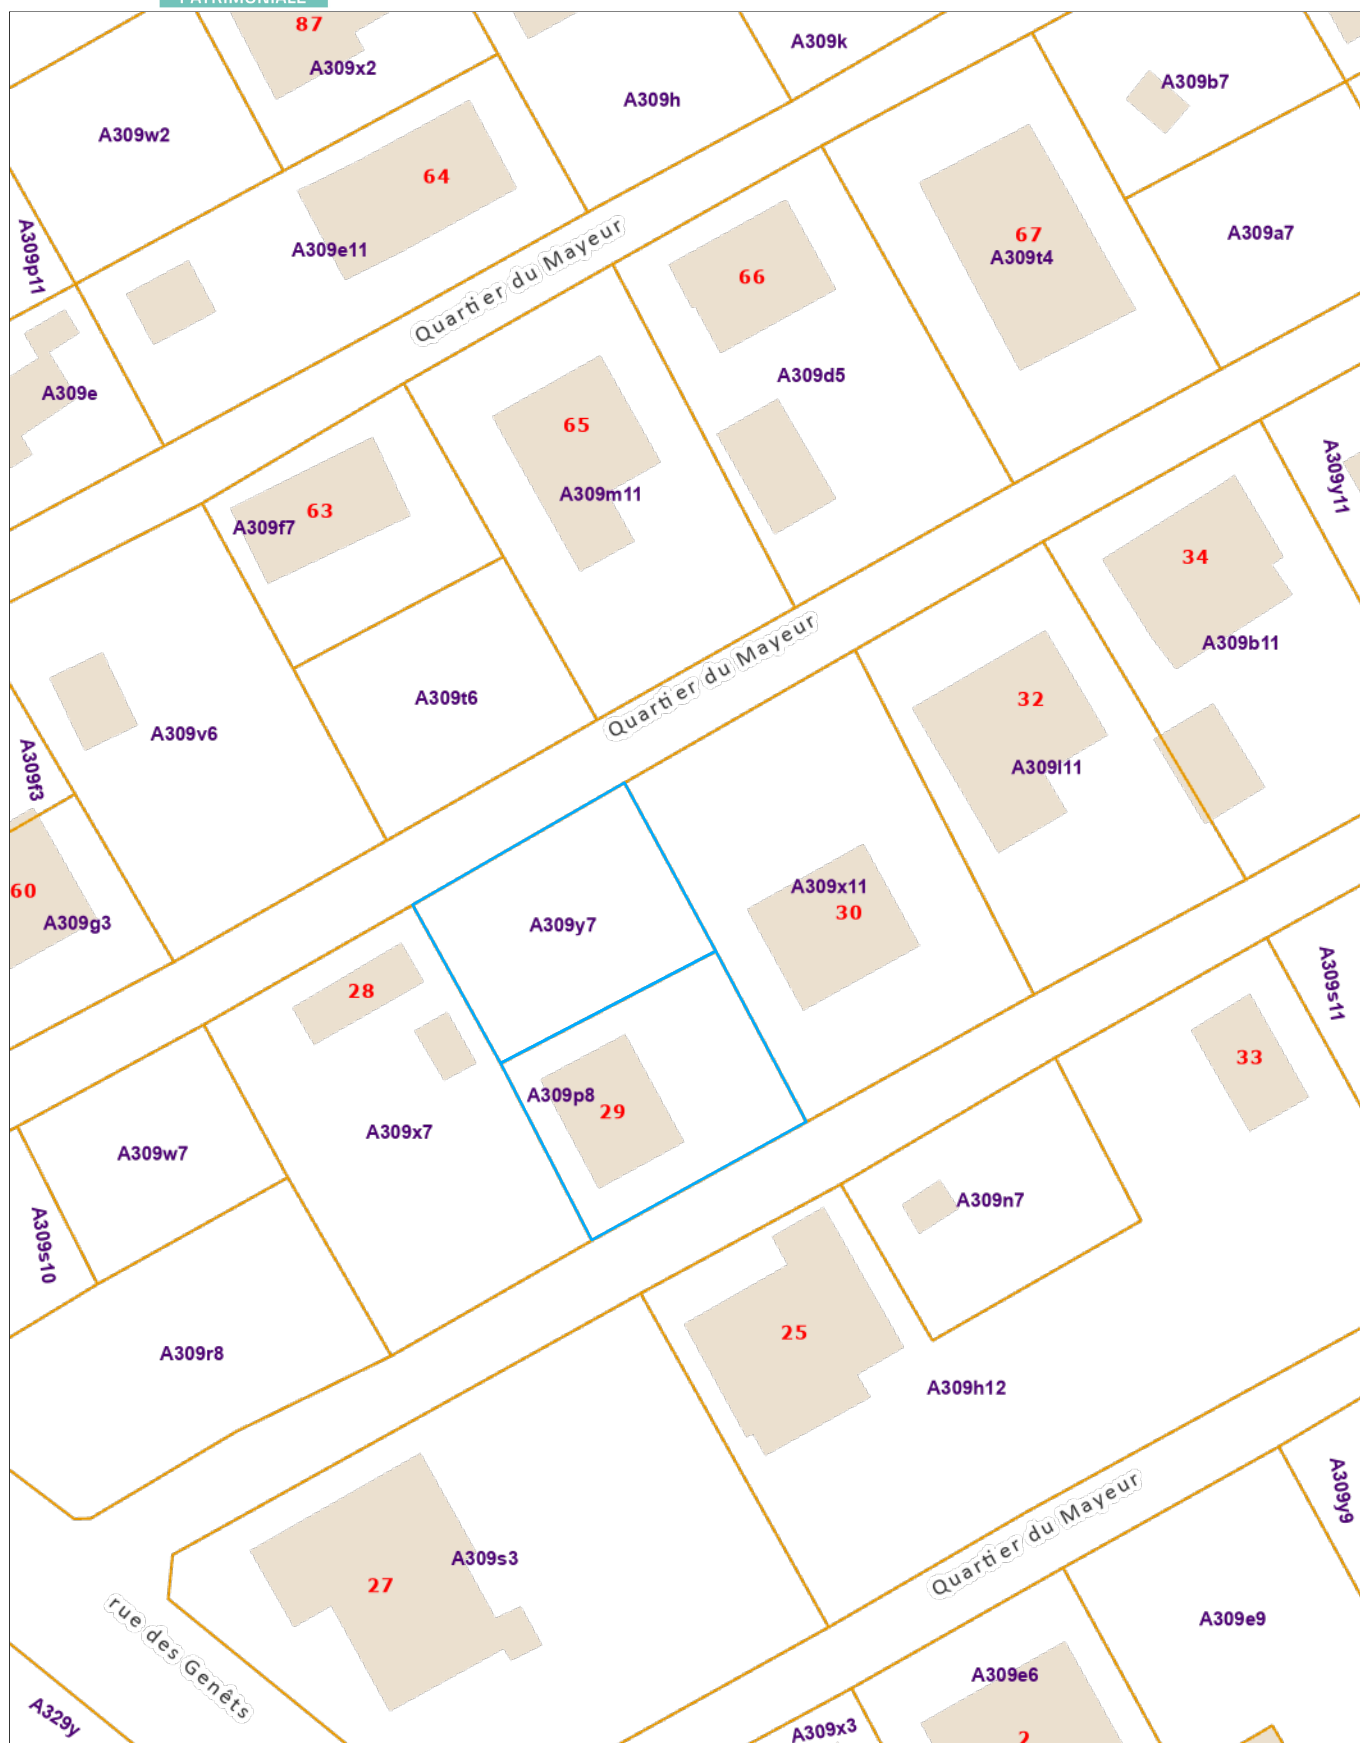 PATRIMONIALE
87
A309x2
A309k
A309h
A309b7
A309w2
64
A309e11
A309p11
Quartier du Mayeur
66
67
A309t4
A309a7
A309e
A309d5
65
A309m11
63
A309f7
A309y11
34
A309b11
A309t6
A309v6
A309f3
Quartier du Mayeur
32
A309l11
60
A309g3
A309y7
A309x11
30
28
A309s11
33
A309p8
29
A309x7
A309w7
A309s10
A309n7
A309r8
25
A309h12
A309y9
Quartier du Mayeur
A309s3
27
rue des Genêts
A309e9
A309e6
A329y
A309x3
2